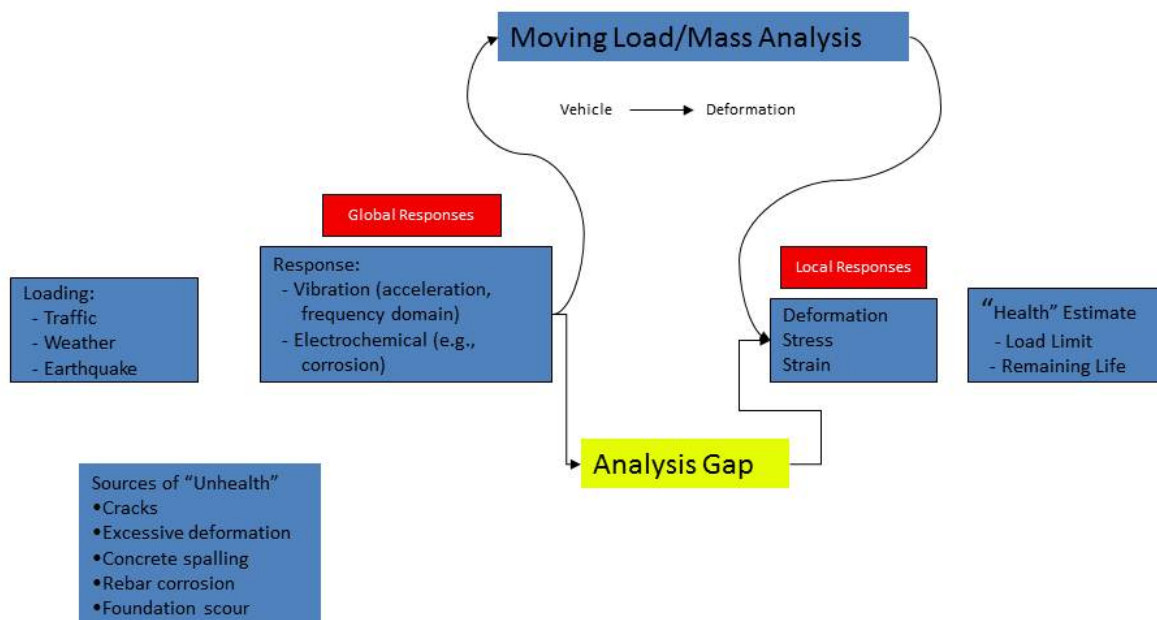 Moving Load/Mass Analysis
Vehicle
Deformation
Global Responses
Response:
- Vibration (acceleration,
frequency domain)
- Electrochemical (e.g.,
corrosion)
Loading:
- Traffic
- Weather
- Earthquake
Local Responses
Deformation
Stress
Strain
“Health” Estimate
- Load Limit
- Remaining Life
Analysis Gap
Sources of “Unhealth”
•Cracks
•Excessive deformation
•Concrete spalling
•Rebar corrosion
•Foundation scour